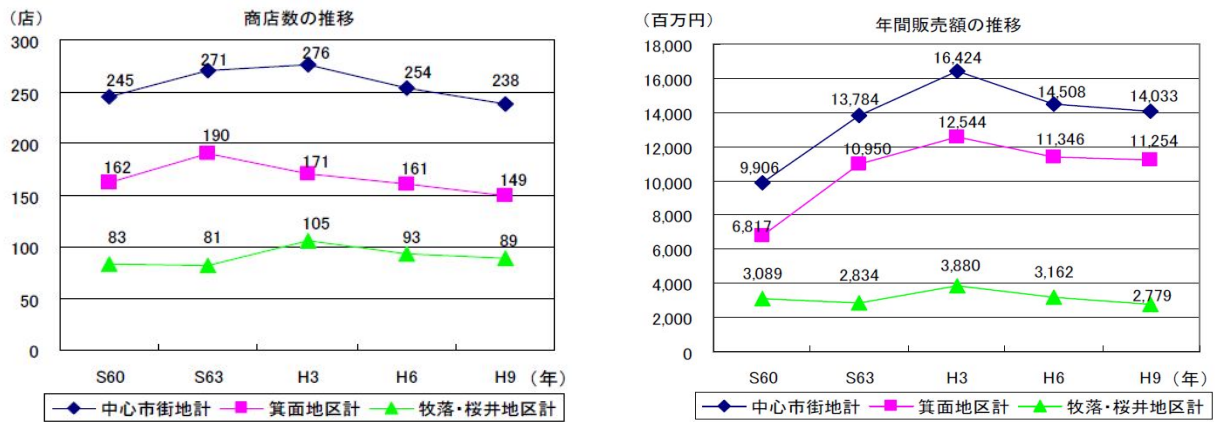 (店)
商店数の推移
300
250
200
150
100
50
0
245
271
276
254
238
162
190
171
161
149
83
81
105
93
89
S60
S63
H3
H6
H9
(年)
中心市街地計
箕面地区計
牧落・桜井地区計
(百万円)
年間販売額の推移
18,000
16,000
14,000
12,000
10,000
8,000
6,000
4,000
2,000
0
9,906
13,784
16,424
14,508
14,033
6,817
10,950
12,544
11,346
11,254
3,089
2,834
3,880
3,162
2,779
S60
S63
H3
H6
H9
(年)
中心市街地計
箕面地区計
牧落・桜井地区計